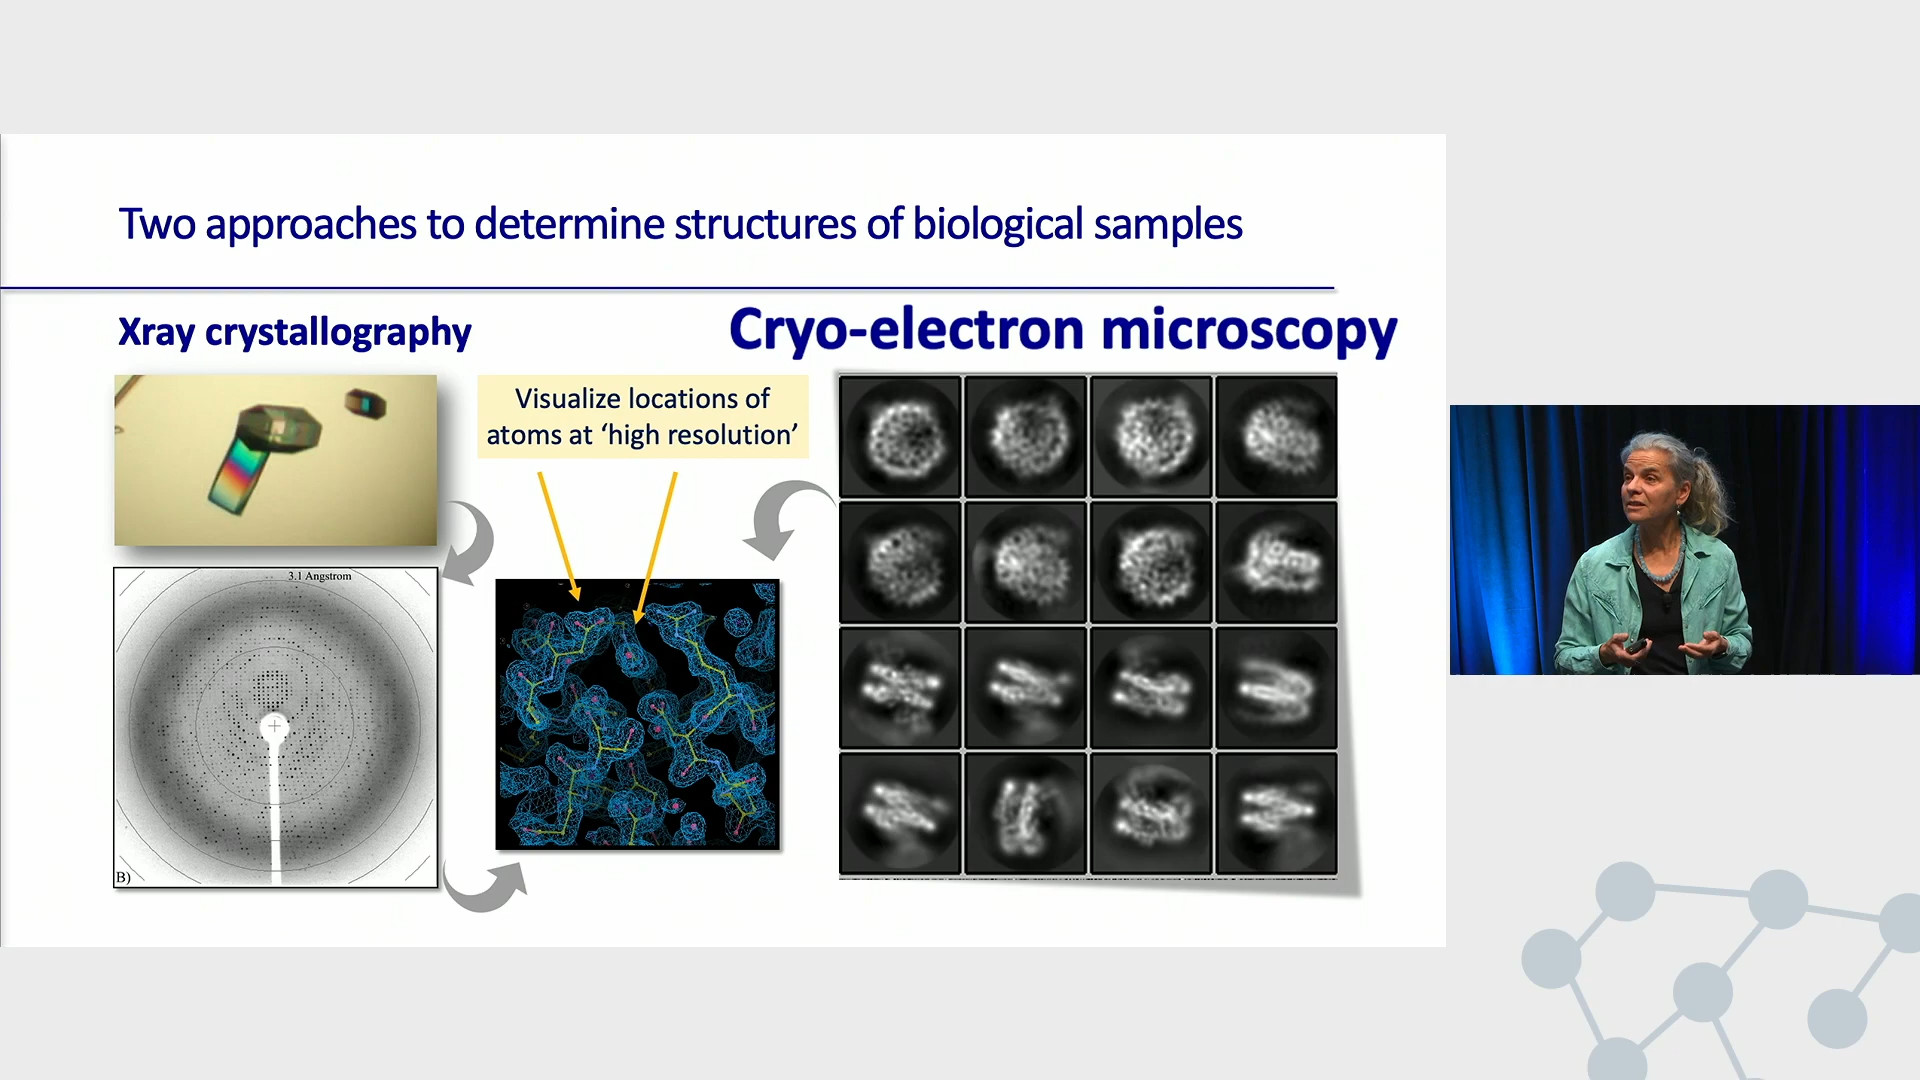 Two approaches to determine structures of biological samples
Xray crystallography
Cryo-electron microscopy
Visualize locations of
atoms at ‘high resolution’
3.1 Angstrom
B)